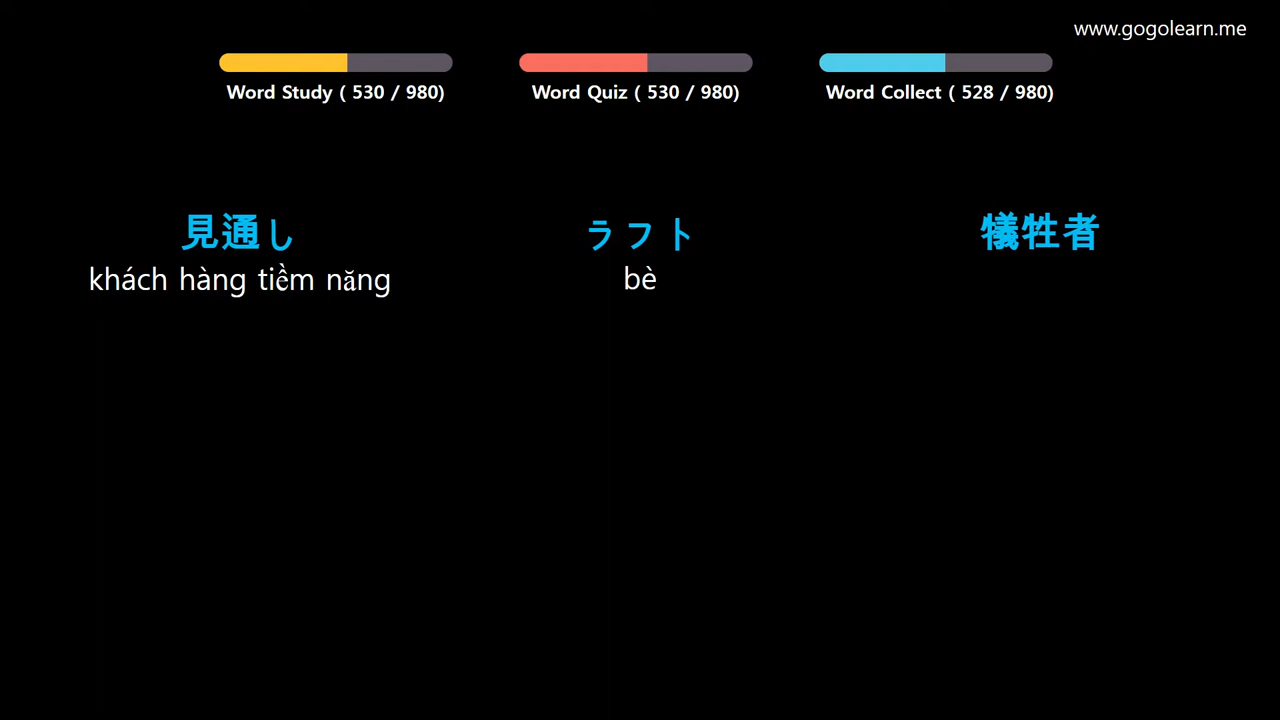 www.gogolearn.me
Word Study ( 530 / 980)
Word Quiz ( 530 / 980)
Word Collect ( 528 / 980)
見通し
khách hàng tiềm năng
ラフト
bè
犠牲者